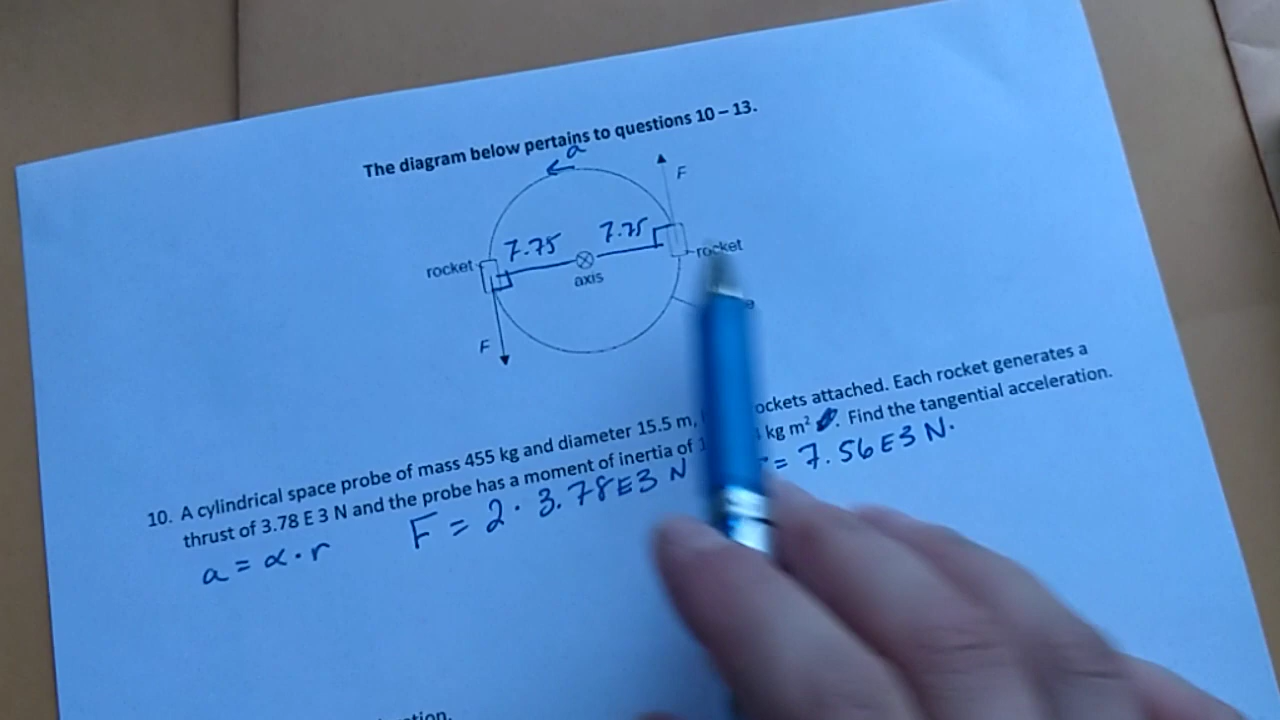 The diagram below pertains to questions 10 – 13.
a
F
7.75 7.75
rocket
rocket
axis
F
10. A cylindrical space probe of mass 455 kg and diameter 15.5 m, rockets attached. Each rocket generates a
thrust of 3.78 E 3 N and the probe has a moment of inertia of kg m² . Find the tangential acceleration.
a = α · r F = 2 · 3.78E3 N = 7.56E3 N.